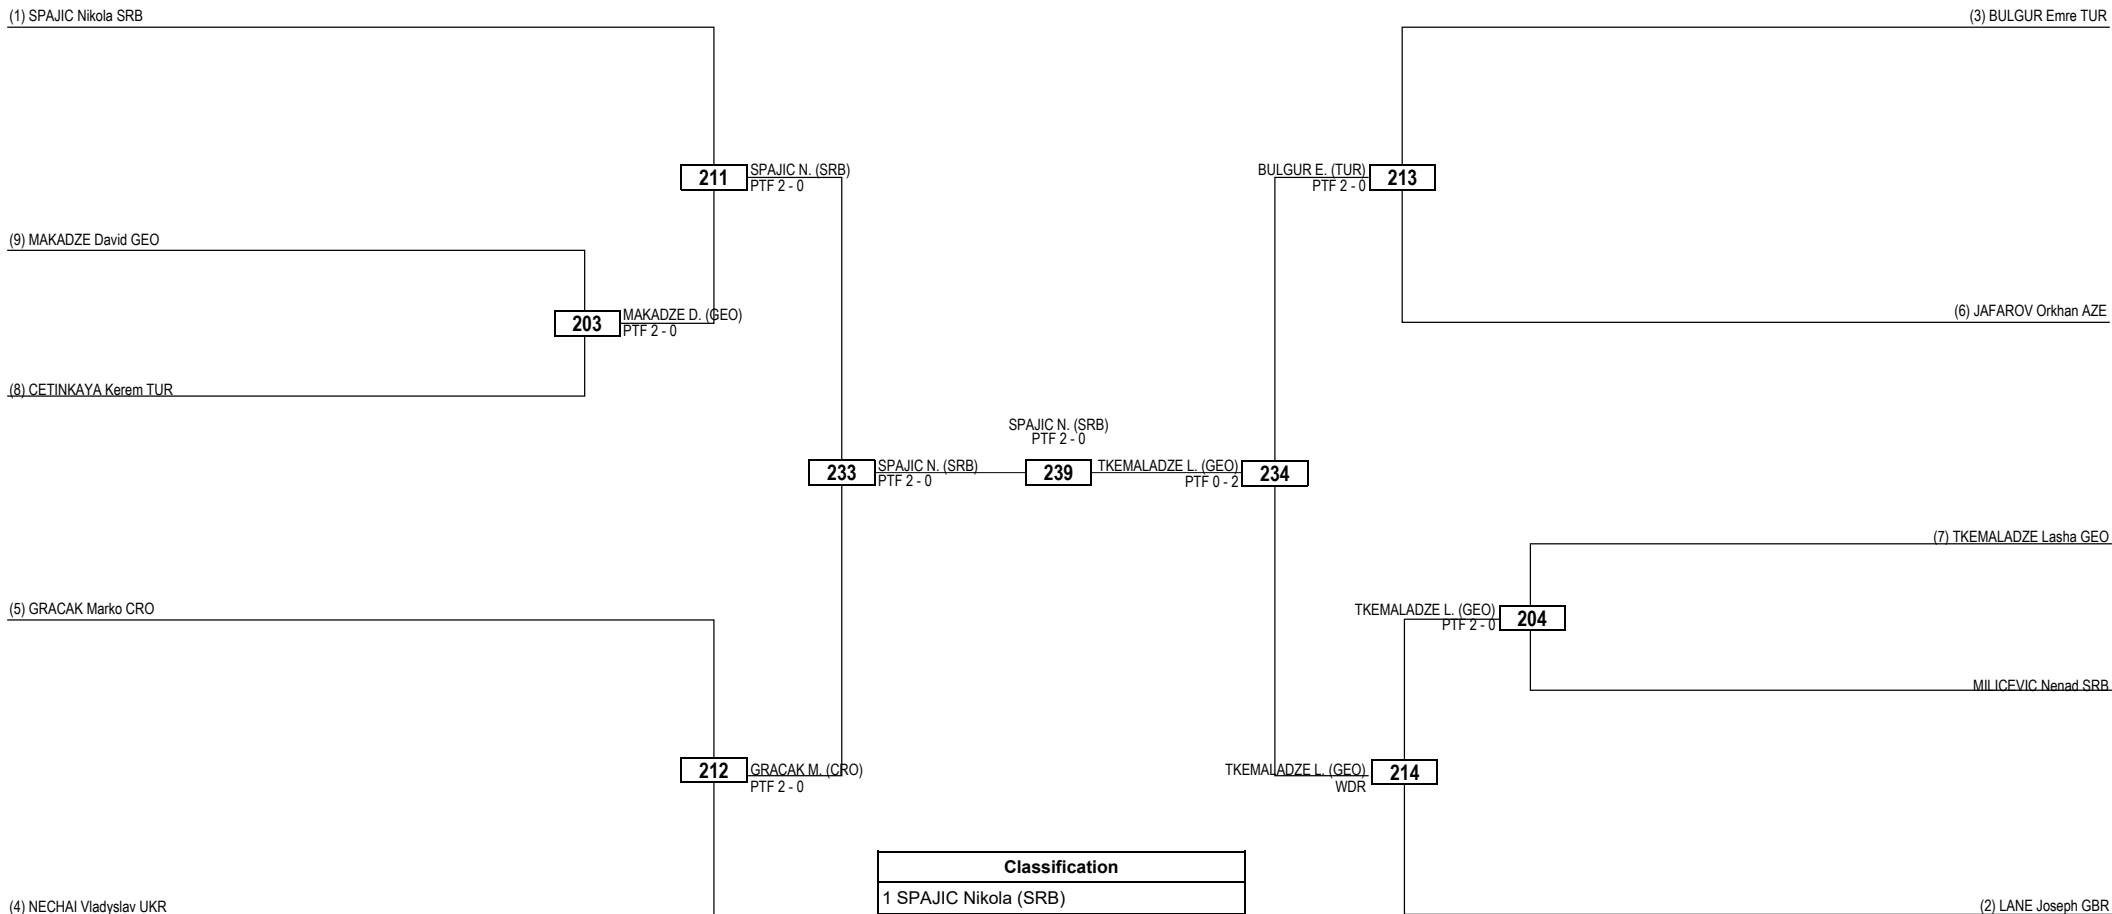 (1) SPAJIC Nikola SRB
(3) BULGUR Emre TUR
211
SPAJIC N. (SRB)
PTF 2 - 0
BULGUR E. (TUR)
PTF 2 - 0
213
(9) MAKADZE David GEO
203
MAKADZE D. (GEO)
PTF 2 - 0
(6) JAFAROV Orkhan AZE
(8) CETINKAYA Kerem TUR
SPAJIC N. (SRB)
PTF 2 - 0
233
SPAJIC N. (SRB)
PTF 2 - 0
239
TKEMALADZE L. (GEO)
PTF 0 - 2
234
(7) TKEMALADZE Lasha GEO
(5) GRACAK Marko CRO
TKEMALADZE L. (GEO)
PTF 2 - 0
204
MILICEVIC Nenad SRB
212
GRACAK M. (CRO)
PTF 2 - 0
TKEMALADZE L. (GEO)
WDR
214
Classification
1 SPAJIC Nikola (SRB)
(4) NECHAI Vladyslav UKR
(2) LANE Joseph GBR